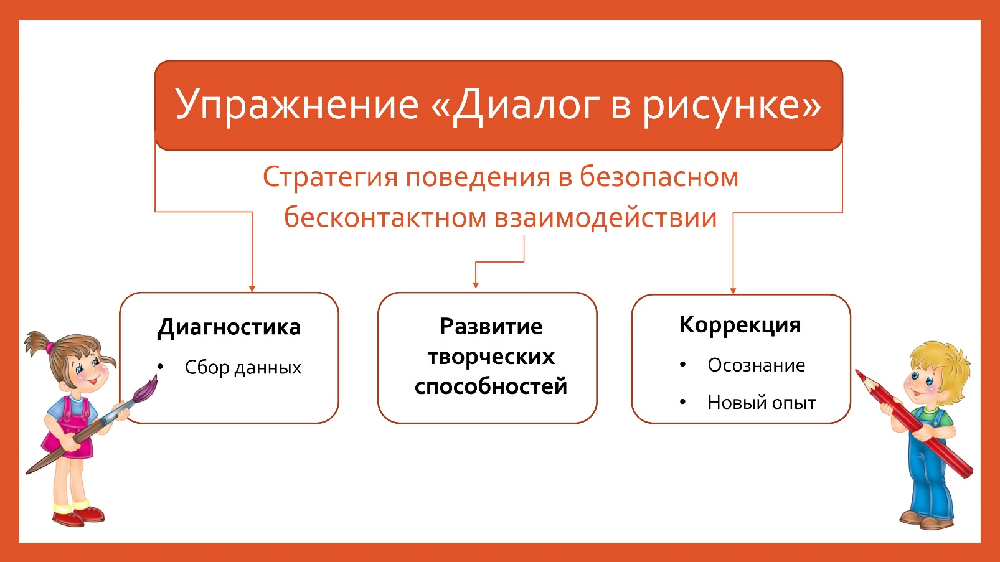 Упражнение «Диалог в рисунке»
Стратегия поведения в безопасном
бесконтактном взаимодействии
Диагностика
• Сбор данных
Развитие
творческих
способностей
Коррекция
• Осознание
• Новый опыт